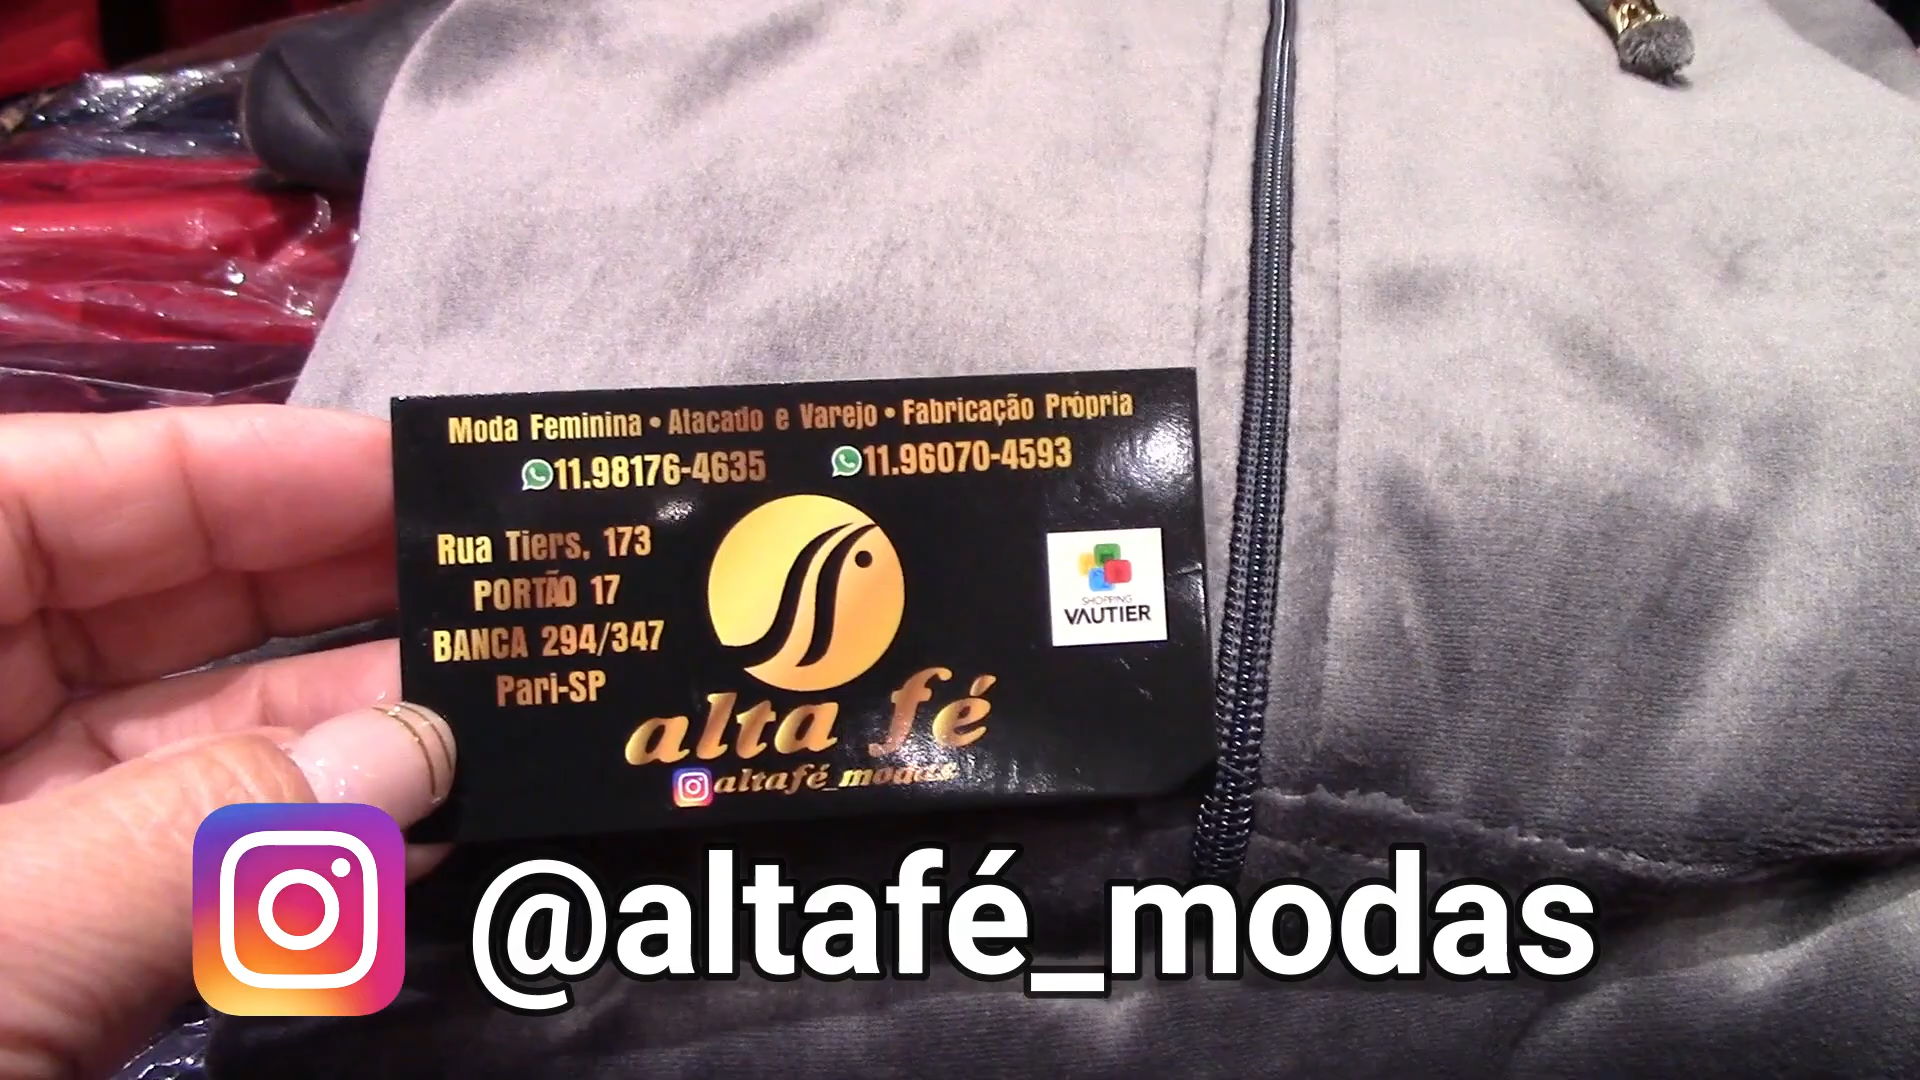 Moda Feminina • Atacado e Varejo • Fabricação Própria
11.98176-4635 11.96070-4593
Rua Tiers, 173
PORTÃO 17
BANCA 294/347
Pari-SP
SHOPPING
VAUTIER
alta fé
altafé_modas
@altafé_modas